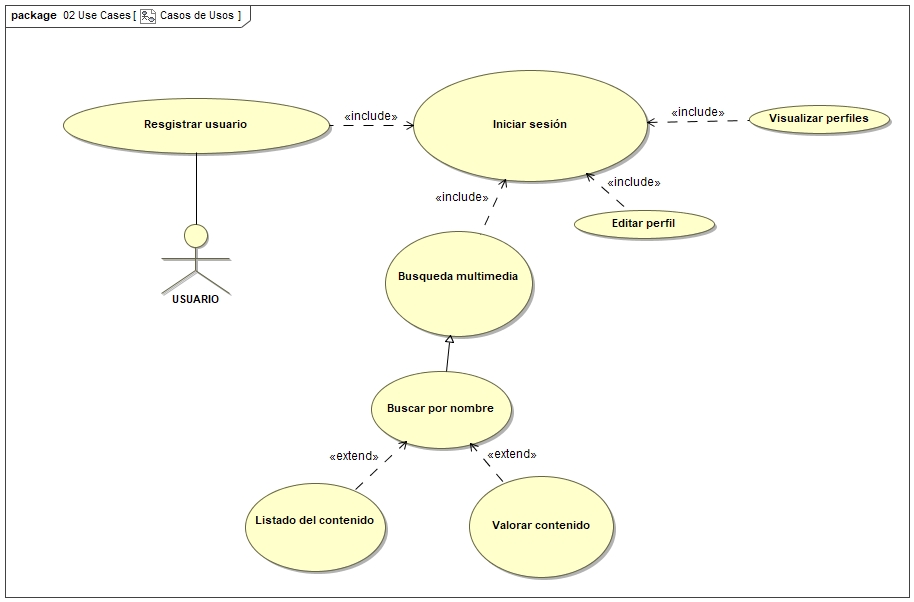 package 02 Use Cases [ Casos de Usos ]
Resgistrar usuario
«include»
Iniciar sesión
«include»
Visualizar perfiles
«include»
«include»
Editar perfil
Busqueda multimedia
USUARIO
Buscar por nombre
«extend»
«extend»
Listado del contenido
Valorar contenido